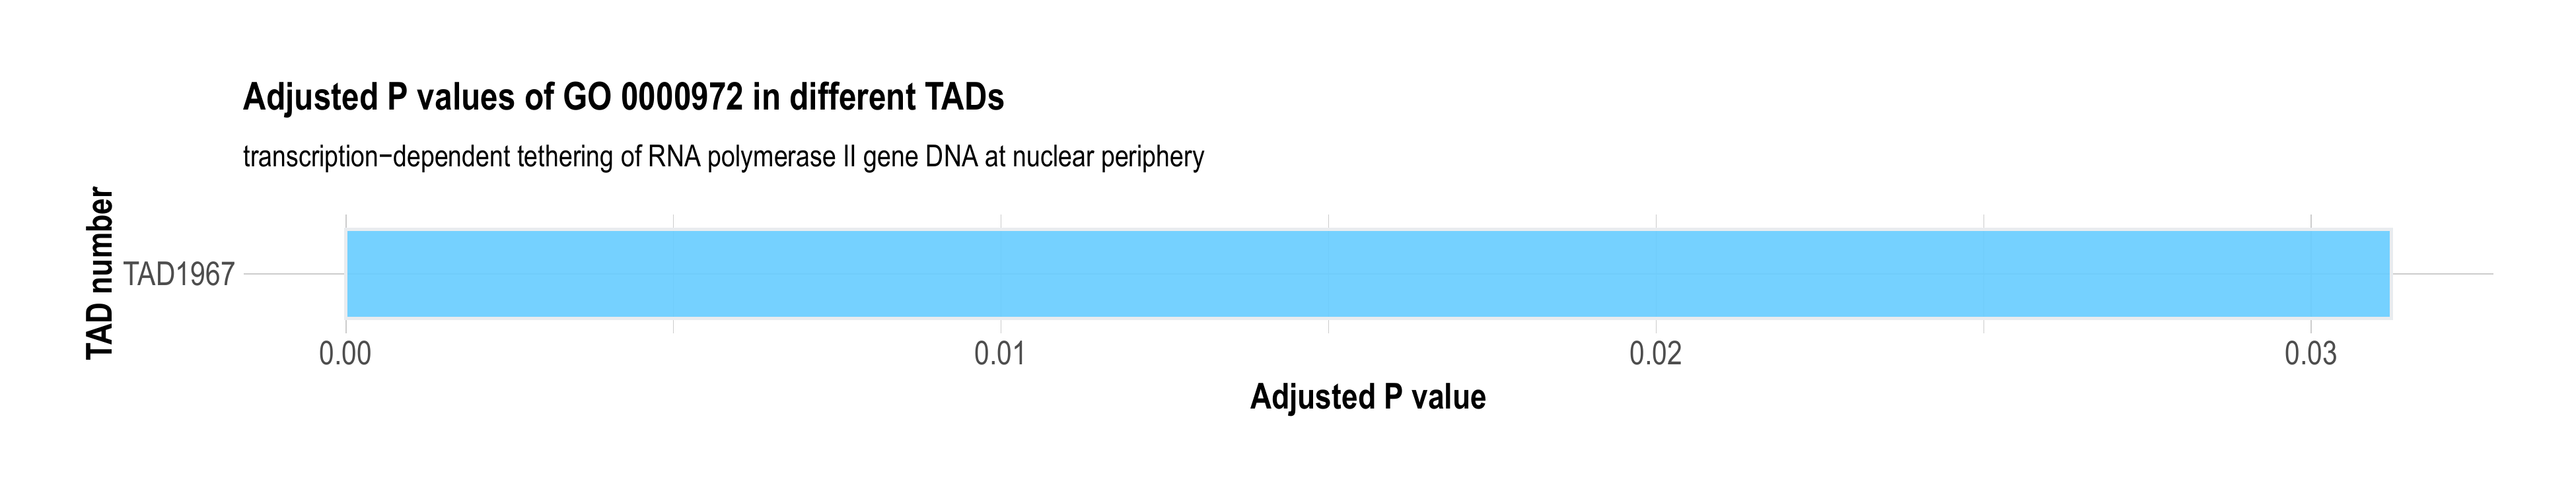 Adjusted P values of GO 0000972 in different TADs
transcription−dependent tethering of RNA polymerase II gene DNA at nuclear periphery
TAD number
TAD1967
0.00 0.01 0.02 0.03
Adjusted P value